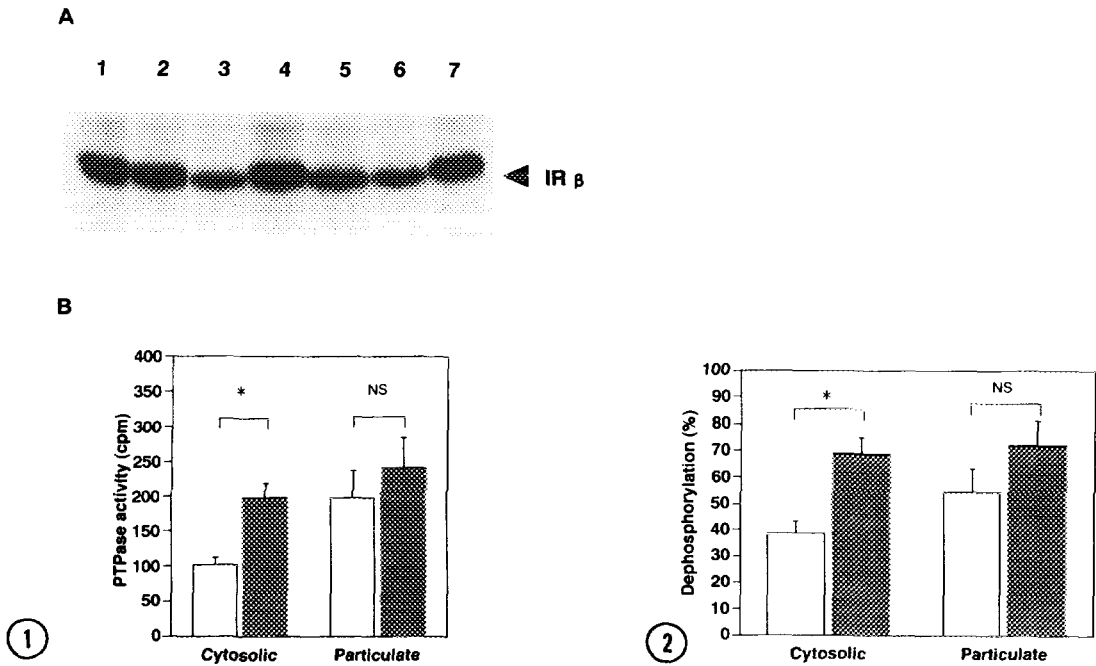 A
1 2 3 4 5 6 7
IR β
B
PTPase activity (cpm)
400
350
300
250
200
150
100
50
0
*
NS
Cytosolic Particulate
1
Dephosphorylation (%)
100
90
80
70
60
50
40
30
20
10
0
*
NS
Cytosolic Particulate
2